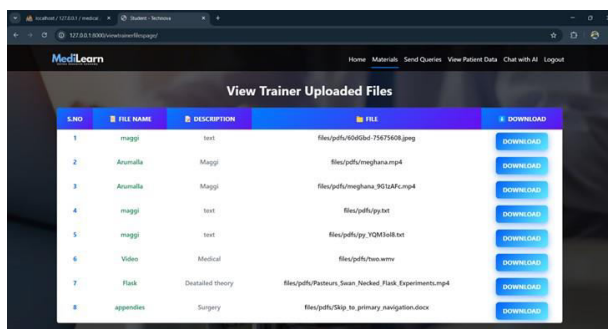 localhost / 127.0.0.1 / medical
Student - Technova
127.0.0.1:8000/viewtrainerfilespage/
MediLearn
Home Materials Send Queries View Patient Data Chat with AI Logout
View Trainer Uploaded Files
S.NO FILE NAME DESCRIPTION FILE DOWNLOAD
1 maggi text files/pdfs/60dGbd-75675608.jpeg DOWNLOAD
2 Arumalla Maggi files/pdfs/meghana.mp4 DOWNLOAD
3 Arumalla Maggi files/pdfs/meghana_9G1zAFc.mp4 DOWNLOAD
4 maggi text files/pdfs/py.txt DOWNLOAD
5 maggi text files/pdfs/py_YQM3ol8.txt DOWNLOAD
6 Video Medical files/pdfs/two.wmv DOWNLOAD
7 Flask Deatailed theory files/pdfs/Pasteurs_Swan_Necked_Flask_Experiments.mp4 DOWNLOAD
8 appendies Surgery files/pdfs/Skip_to_primary_navigation.docx DOWNLOAD